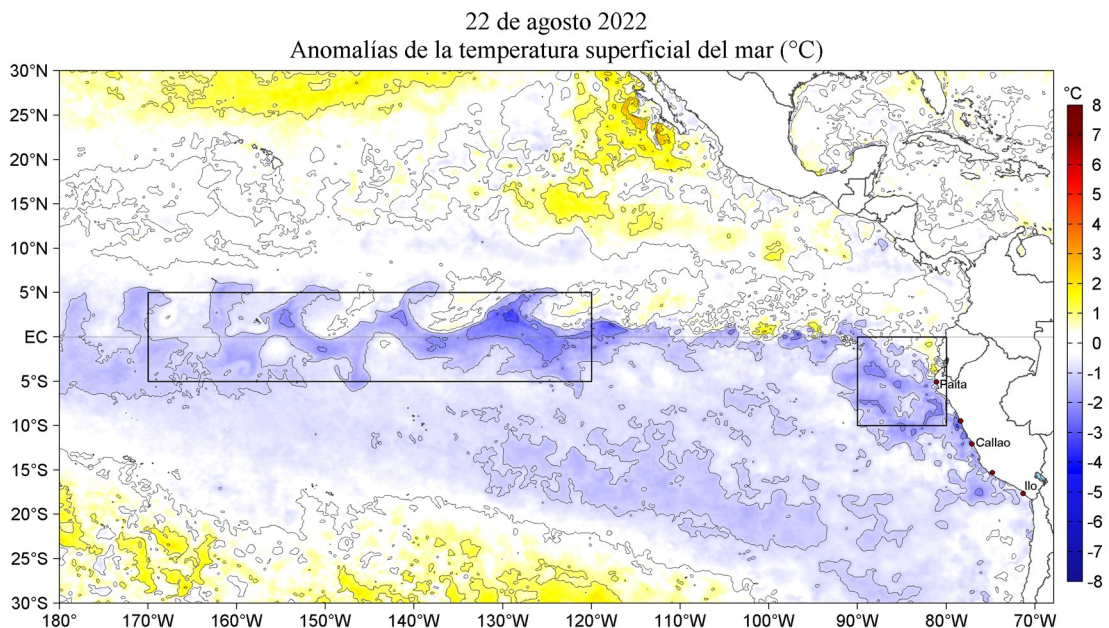 22 de agosto 2022
Anomalías de la temperatura superficial del mar (°C)
30°N
25°N
20°N
15°N
10°N
5°N
EC
5°S
10°S
15°S
20°S
25°S
30°S
180°W
170°W
160°W
150°W
140°W
130°W
120°W
110°W
100°W
90°W
80°W
70°W
Paita
Callao
Ilo
°C
8
7
6
5
4
3
2
1
0
-1
-2
-3
-4
-5
-6
-7
-8